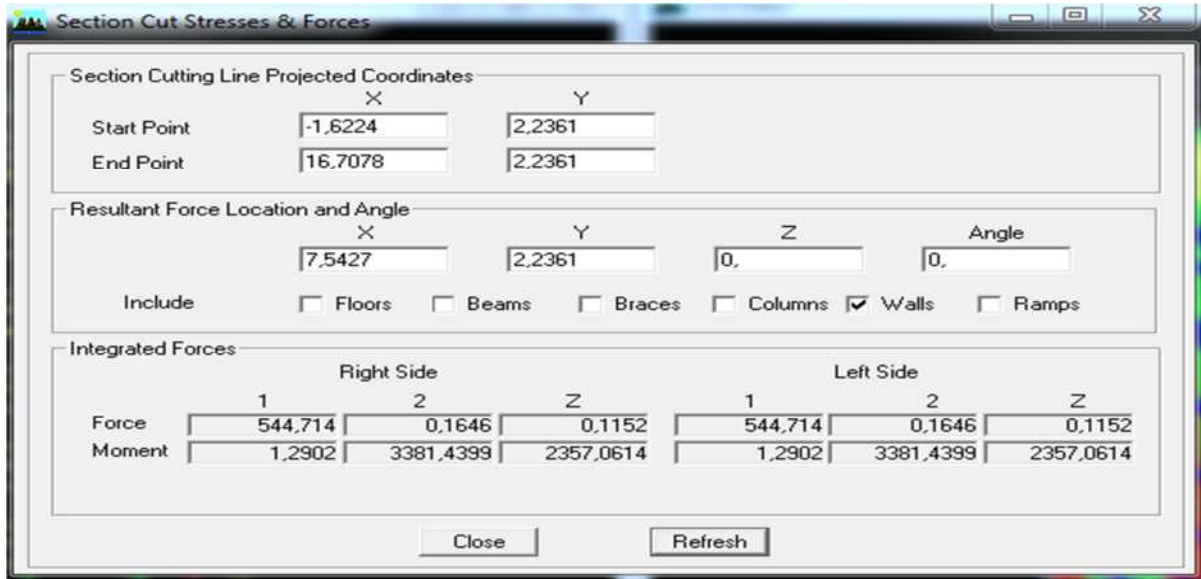 Section Cut Stresses & Forces
Section Cutting Line Projected Coordinates
X Y
Start Point -1,6224 2,2361
End Point 16,7078 2,2361
Resultant Force Location and Angle
X Y Z Angle
7,5427 2,2361 0, 0,
Include Floors Beams Braces Columns Walls Ramps
Integrated Forces
Right Side Left Side
1 2 Z 1 2 Z
Force 544,714 0,1646 0,1152 544,714 0,1646 0,1152
Moment 1,2902 3381,4399 2357,0614 1,2902 3381,4399 2357,0614
Close Refresh